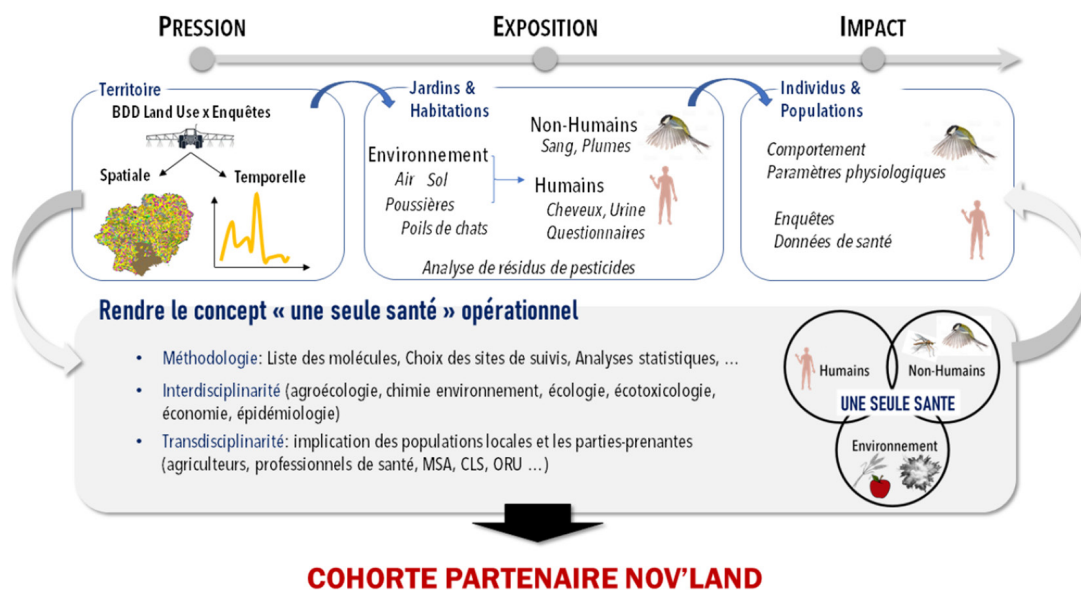 PRESSION
EXPOSITION
IMPACT
Territoire
BDD Land Use x Enquêtes
Spatiale
Temporelle
Jardins &
Habitations
Environnement
Air Sol
Poussières
Poils de chats
Non-Humains
Sang, Plumes
Humains
Cheveux, Urine
Questionnaires
Analyse de résidus de pesticides
Individus &
Populations
Comportement
Paramètres physiologiques
Enquêtes
Données de santé
Rendre le concept « une seule santé » opérationnel
• Méthodologie: Liste des molécules, Choix des sites de suivis, Analyses statistiques, ...
• Interdisciplinarité (agroécologie, chimie environnement, écologie, écotoxicologie,
économie, épidémiologie)
• Transdisciplinarité: implication des populations locales et les parties-prenantes
(agriculteurs, professionnels de santé, MSA, CLS, ORU ...)
Humains
Non-Humains
UNE SEULE SANTE
Environnement
COHORTE PARTENAIRE NOV'LAND